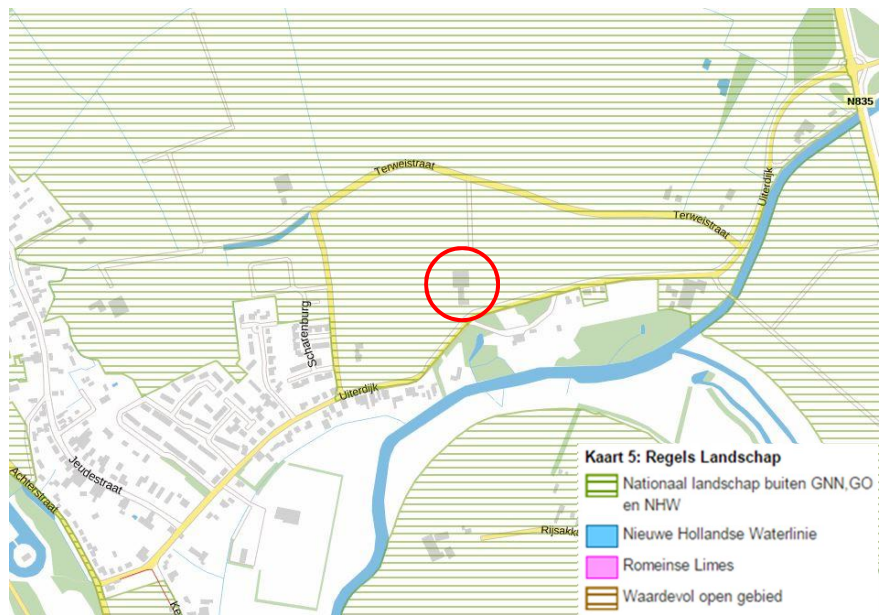 N835
Terweistraat
Uiterdijk
Terweistraat
Scharenburg
Uiterdijk
Jeudestraat
Achterstraat
Rijsakk
Ke
Kaart 5: Regels Landschap
Nationaal landschap buiten GNN,GO
en NHW
Nieuwe Hollandse Waterlinie
Romeinse Limes
Waardevol open gebied